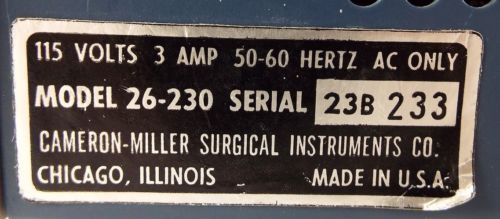 115 VOLTS 3 AMP 50-60 HERTZ AC ONLY
MODEL 26-230 SERIAL 23B 233
CAMERON-MILLER SURGICAL INSTRUMENTS CO.
CHICAGO, ILLINOIS MADE IN U.S.A.